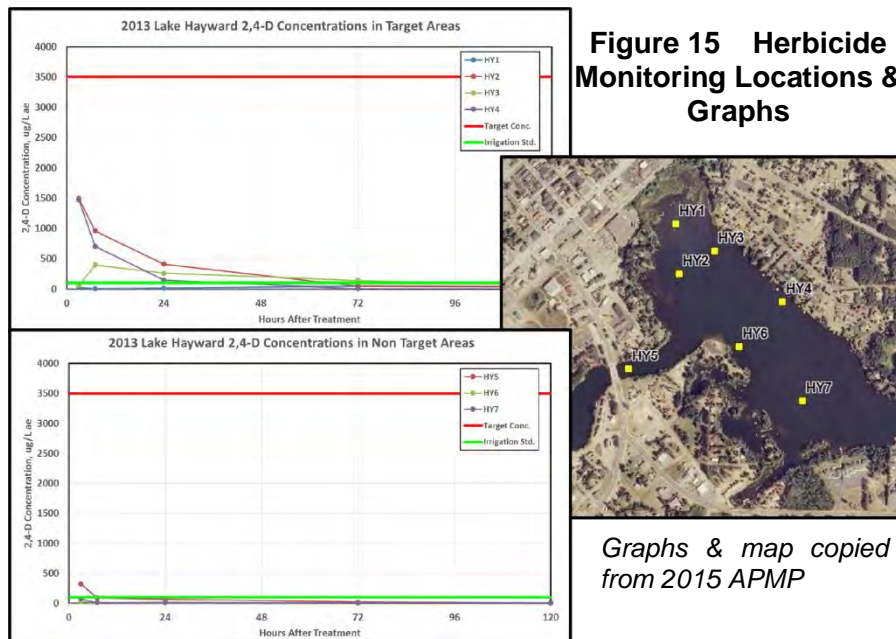 2013 Lake Hayward 2,4-D Concentrations in Target Areas
2,4-D Concentration, ug/L ae
4000
3500
3000
2500
2000
1500
1000
500
0
HY1
HY2
HY3
HY4
Target Conc.
Irrigation Std.
0 24 48 72 96
Hours After Treatment
2013 Lake Hayward 2,4-D Concentrations in Non Target Areas
2,4-D Concentration, ug/L ae
4000
3500
3000
2500
2000
1500
1000
500
0
HY5
HY6
HY7
Target Conc.
Irrigation Std.
0 24 48 72 96 120
Hours After Treatment
Figure 15 Herbicide
Monitoring Locations &
Graphs
HY1
HY3
HY2
HY4
HY6
HY5
HY7
Graphs & map copied
from 2015 APMP